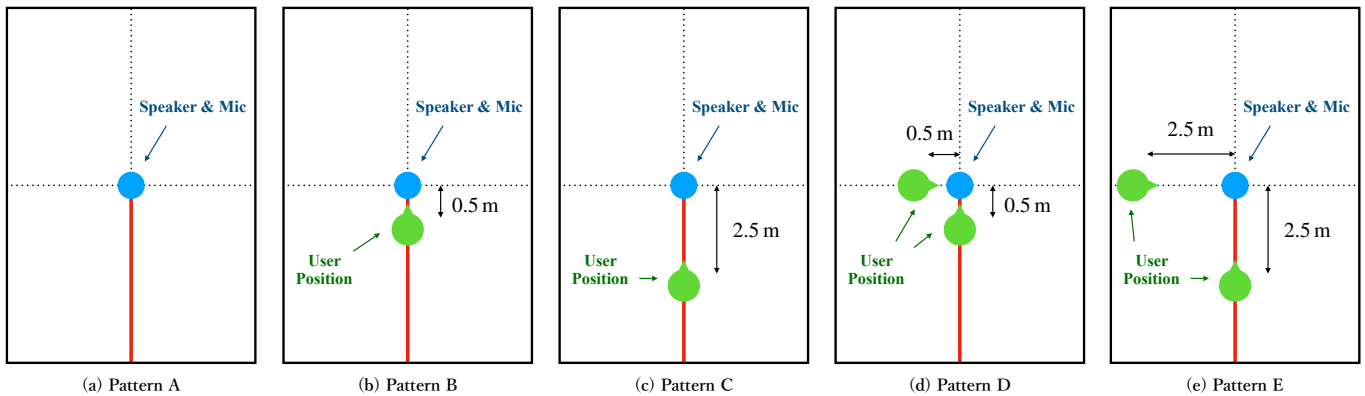 Speaker & Mic
(a) Pattern A
Speaker & Mic
0.5 m
User
Position
(b) Pattern B
Speaker & Mic
2.5 m
User
Position
(c) Pattern C
Speaker & Mic
0.5 m
0.5 m
User
Position
(d) Pattern D
Speaker & Mic
2.5 m
2.5 m
User
Position
(e) Pattern E